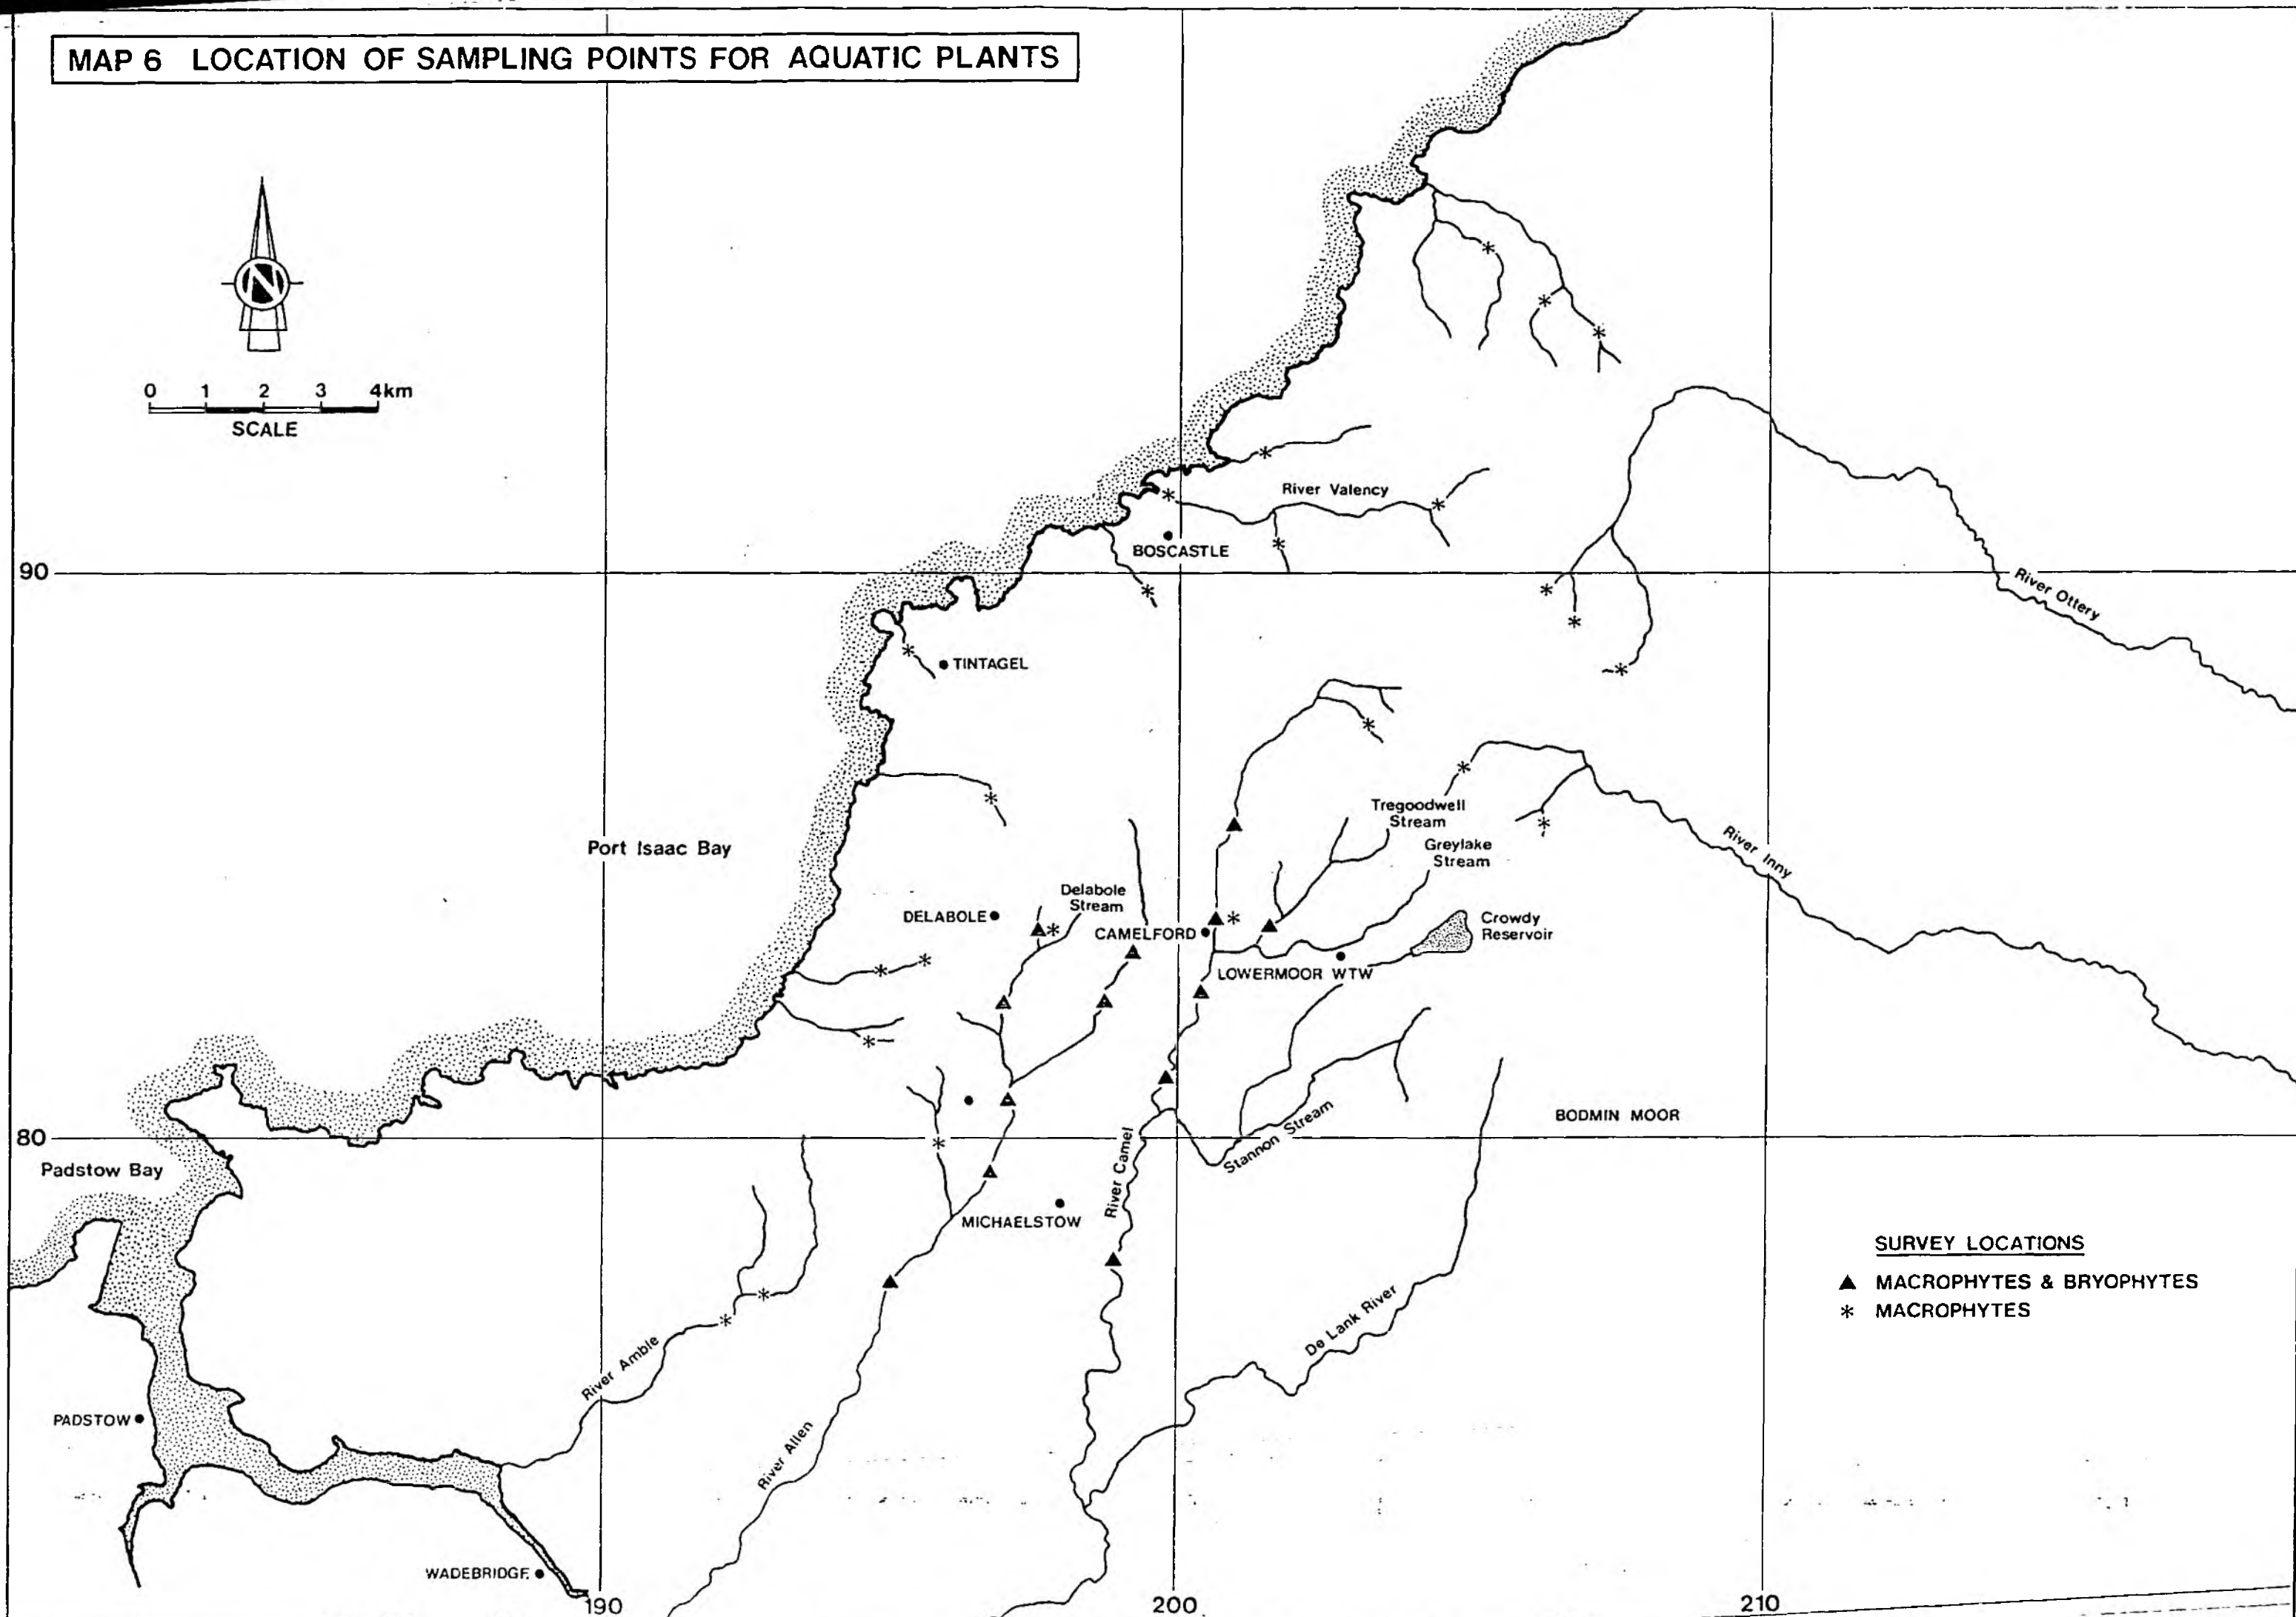 MAP 6 LOCATION OF SAMPLING POINTS FOR AQUATIC PLANTS
N
0 1 2 3 4km
SCALE
River Valency
BOSCASTLE
90
River Ottery
TINTAGEL
Tregoodwell
Stream
Greylake
Stream
River Inny
Port Isaac Bay
Delabole
Stream
DELABOLE
CAMELFORD
Crowdy
Reservoir
LOWERMOOR WTW
BODMIN MOOR
80
Stannon Stream
Padstow Bay
River Camel
MICHAELSTOW
SURVEY LOCATIONS
MACROPHYTES & BRYOPHYTES
MACROPHYTES
De Lank River
River Amble
PADSTOW
River Allen
WADEBRIDGE
190 200 210